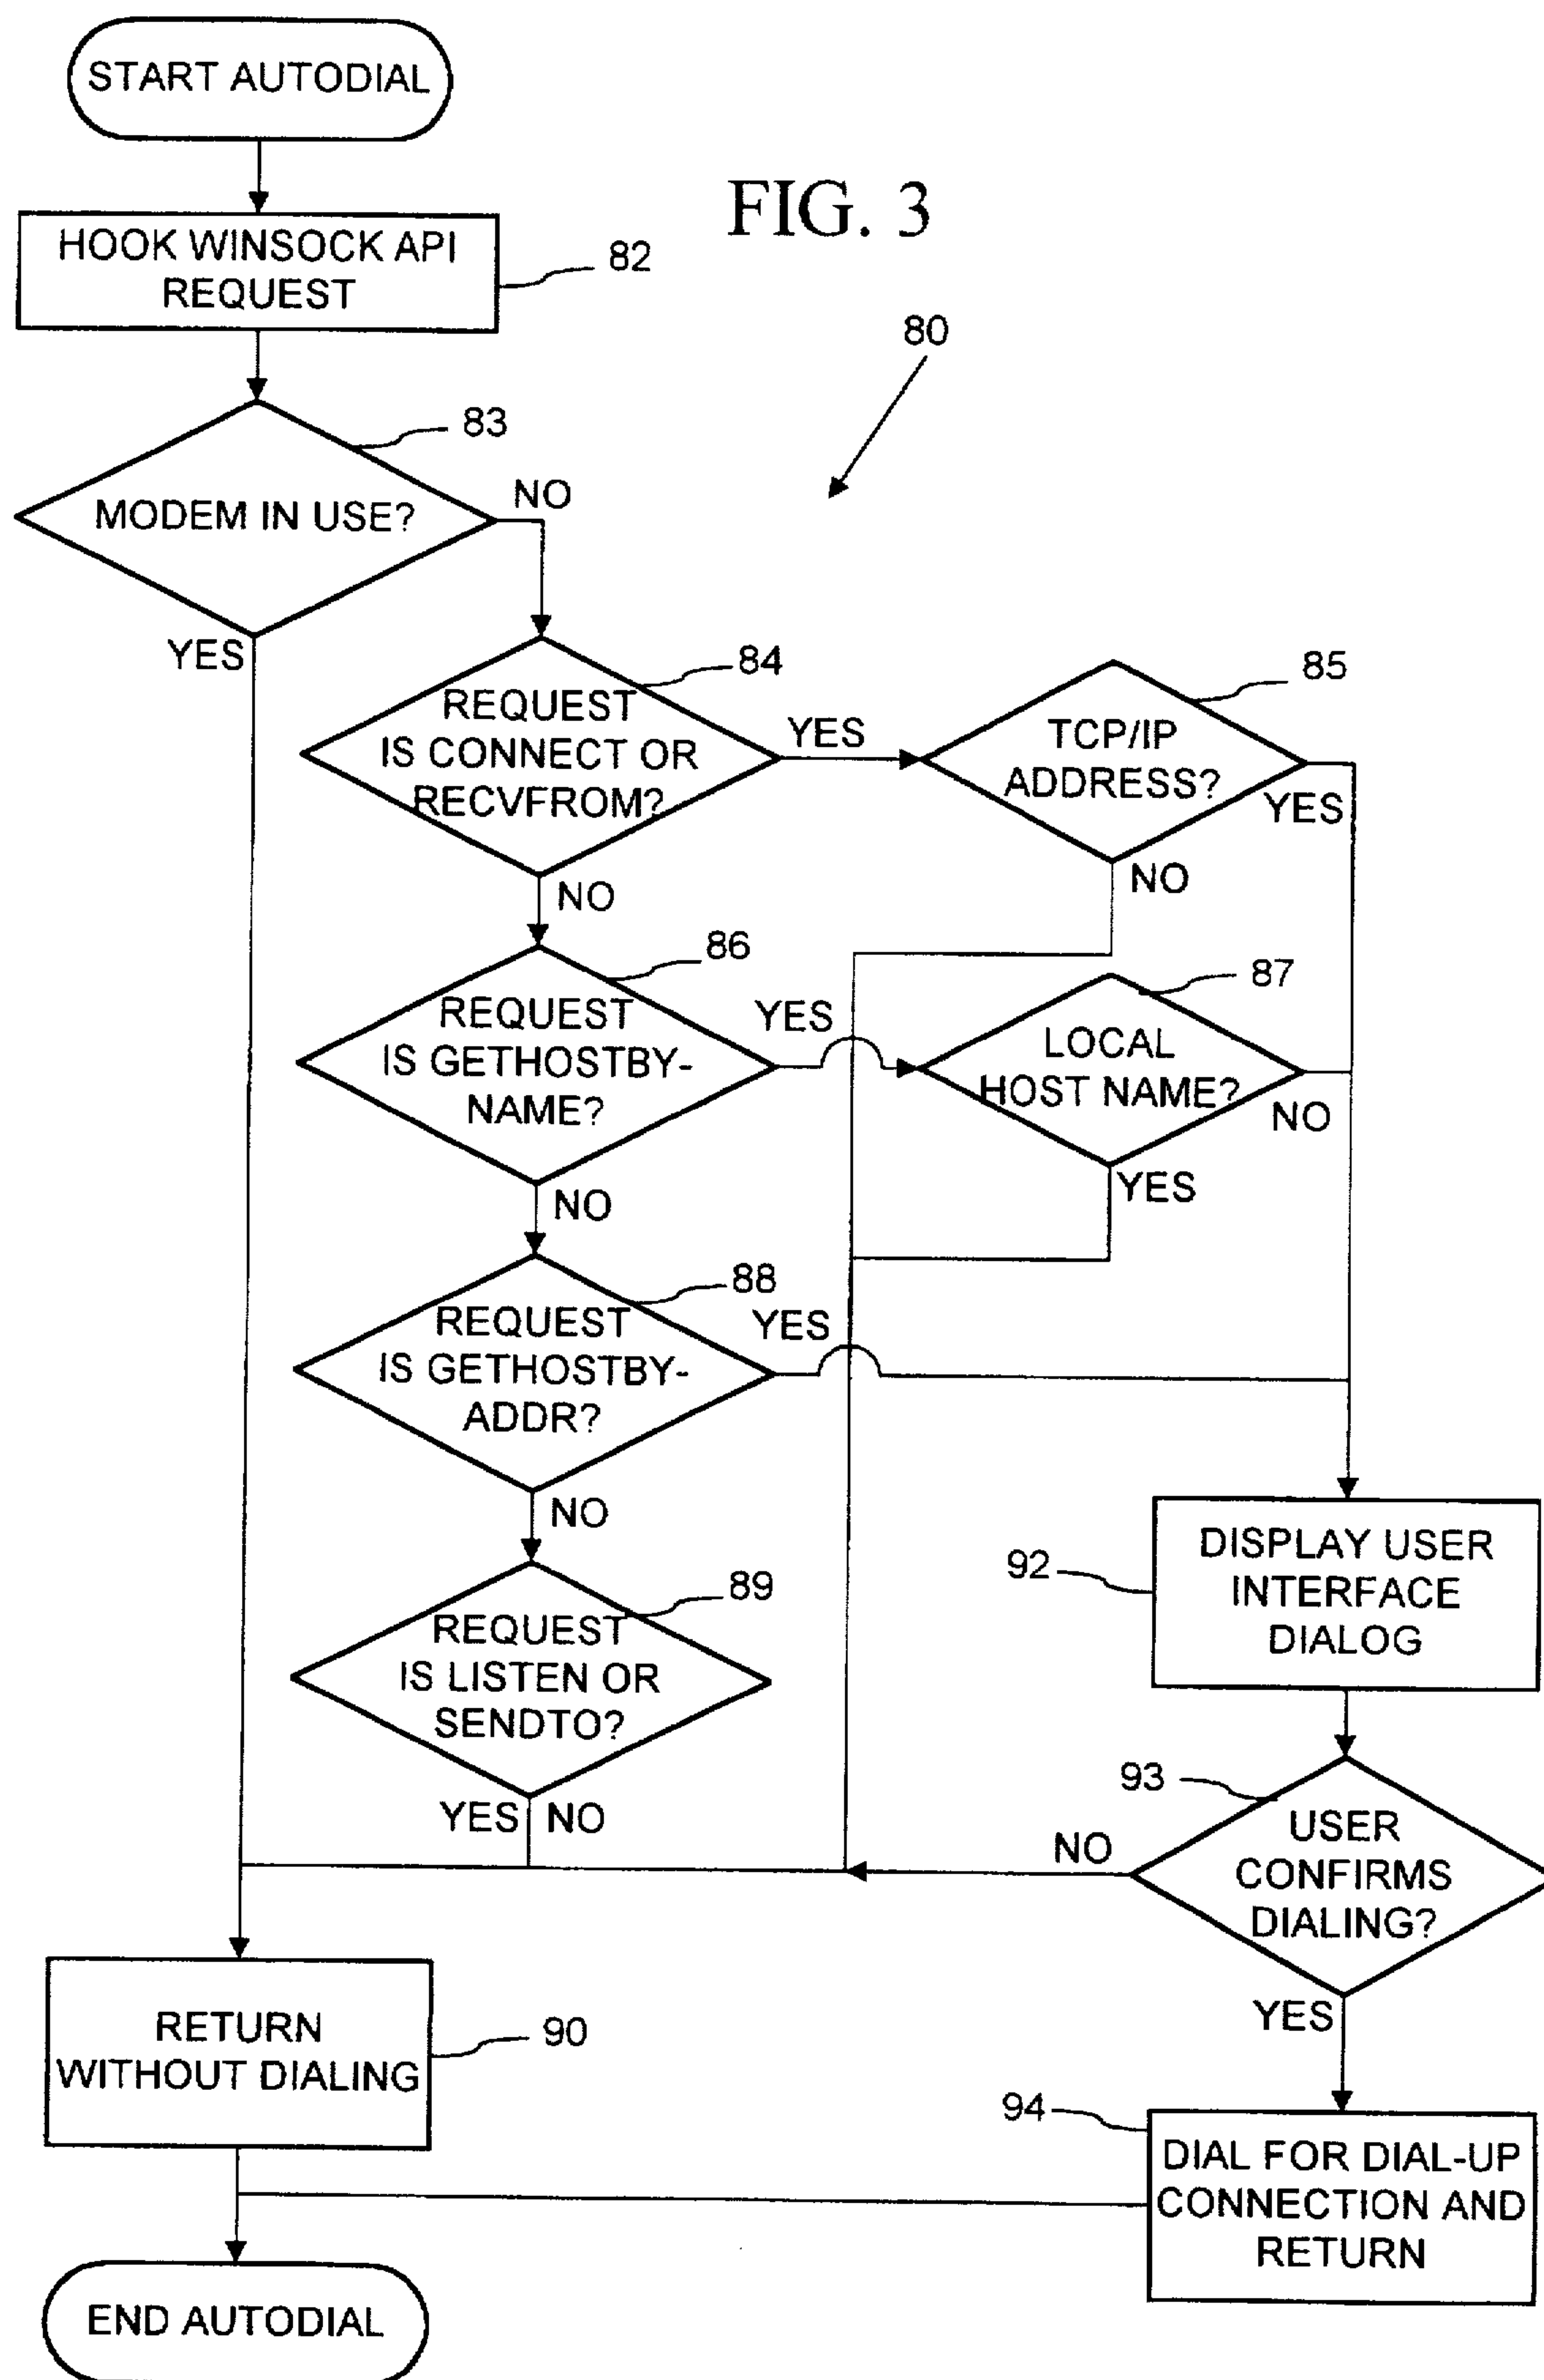 START AUTODIAL
FIG. 3
HOOK WINSOCK API
REQUEST
82
80
83
MODEM IN USE?
NO
YES
84
REQUEST
IS CONNECT OR
RECVFROM?
YES
85
TCP/IP
ADDRESS?
YES
NO
NO
86
REQUEST
IS GETHOSTBY-
NAME?
YES
87
LOCAL
HOST NAME?
NO
YES
NO
88
REQUEST
IS GETHOSTBY-
ADDR?
YES
NO
89
REQUEST
IS LISTEN OR
SENDTO?
YES
NO
92
DISPLAY USER
INTERFACE
DIALOG
93
USER
CONFIRMS
DIALING?
NO
YES
RETURN
WITHOUT DIALING
90
94
DIAL FOR DIAL-UP
CONNECTION AND
RETURN
END AUTODIAL